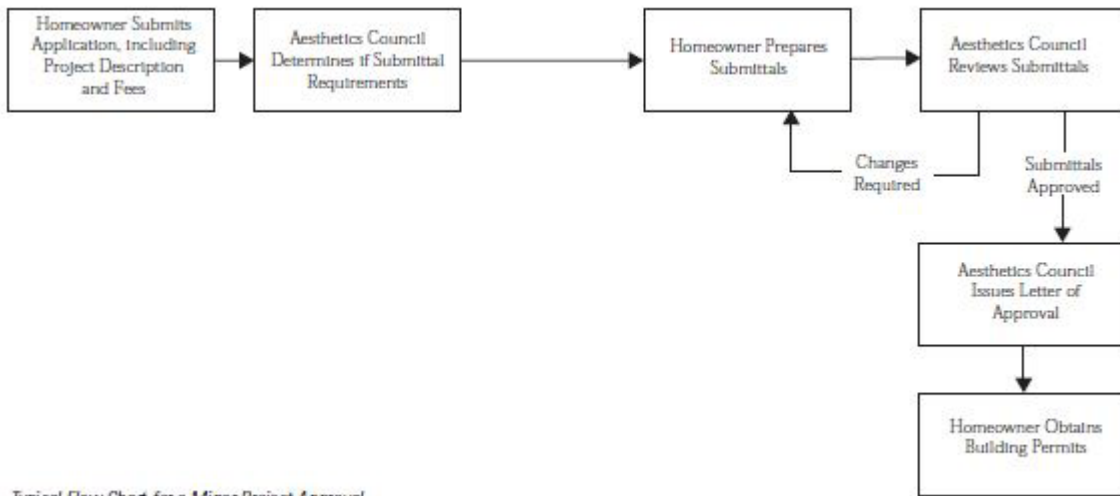 Homeowner Submits
Application, including
Project Description
and Fees
Aesthetics Council
Determines if Submittal
Requirements
Homeowner Prepares
Submittals
Aesthetics Council
Reviews Submittals
Changes
Required
Submittals
Approved
Aesthetics Council
Issues Letter of
Approval
Homeowner Obtains
Building Permits
Typical Flow Chart for a Minor Project Approval